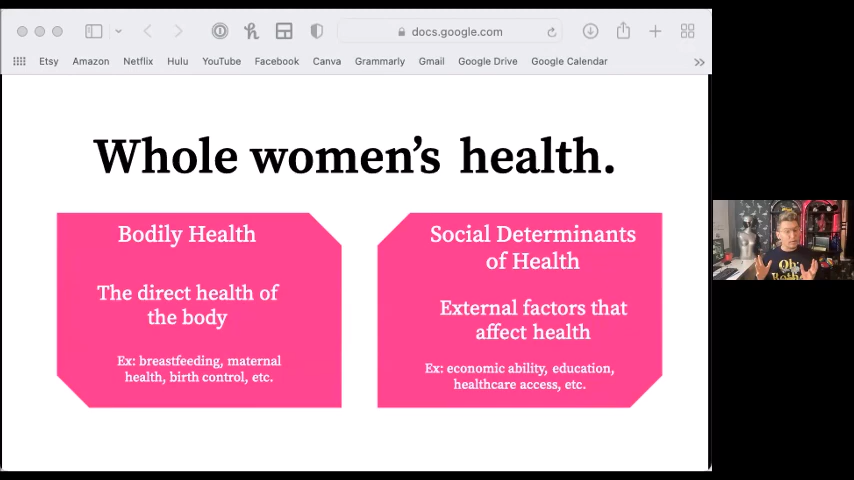 docs.google.com
Etsy Amazon Netflix Hulu YouTube Facebook Canva Grammarly Gmail Google Drive Google Calendar
Whole women’s health.
Bodily Health
The direct health of
the body
Ex: breastfeeding, maternal
health, birth control, etc.
Social Determinants
of Health
External factors that
affect health
Ex: economic ability, education,
healthcare access, etc.
Oh,